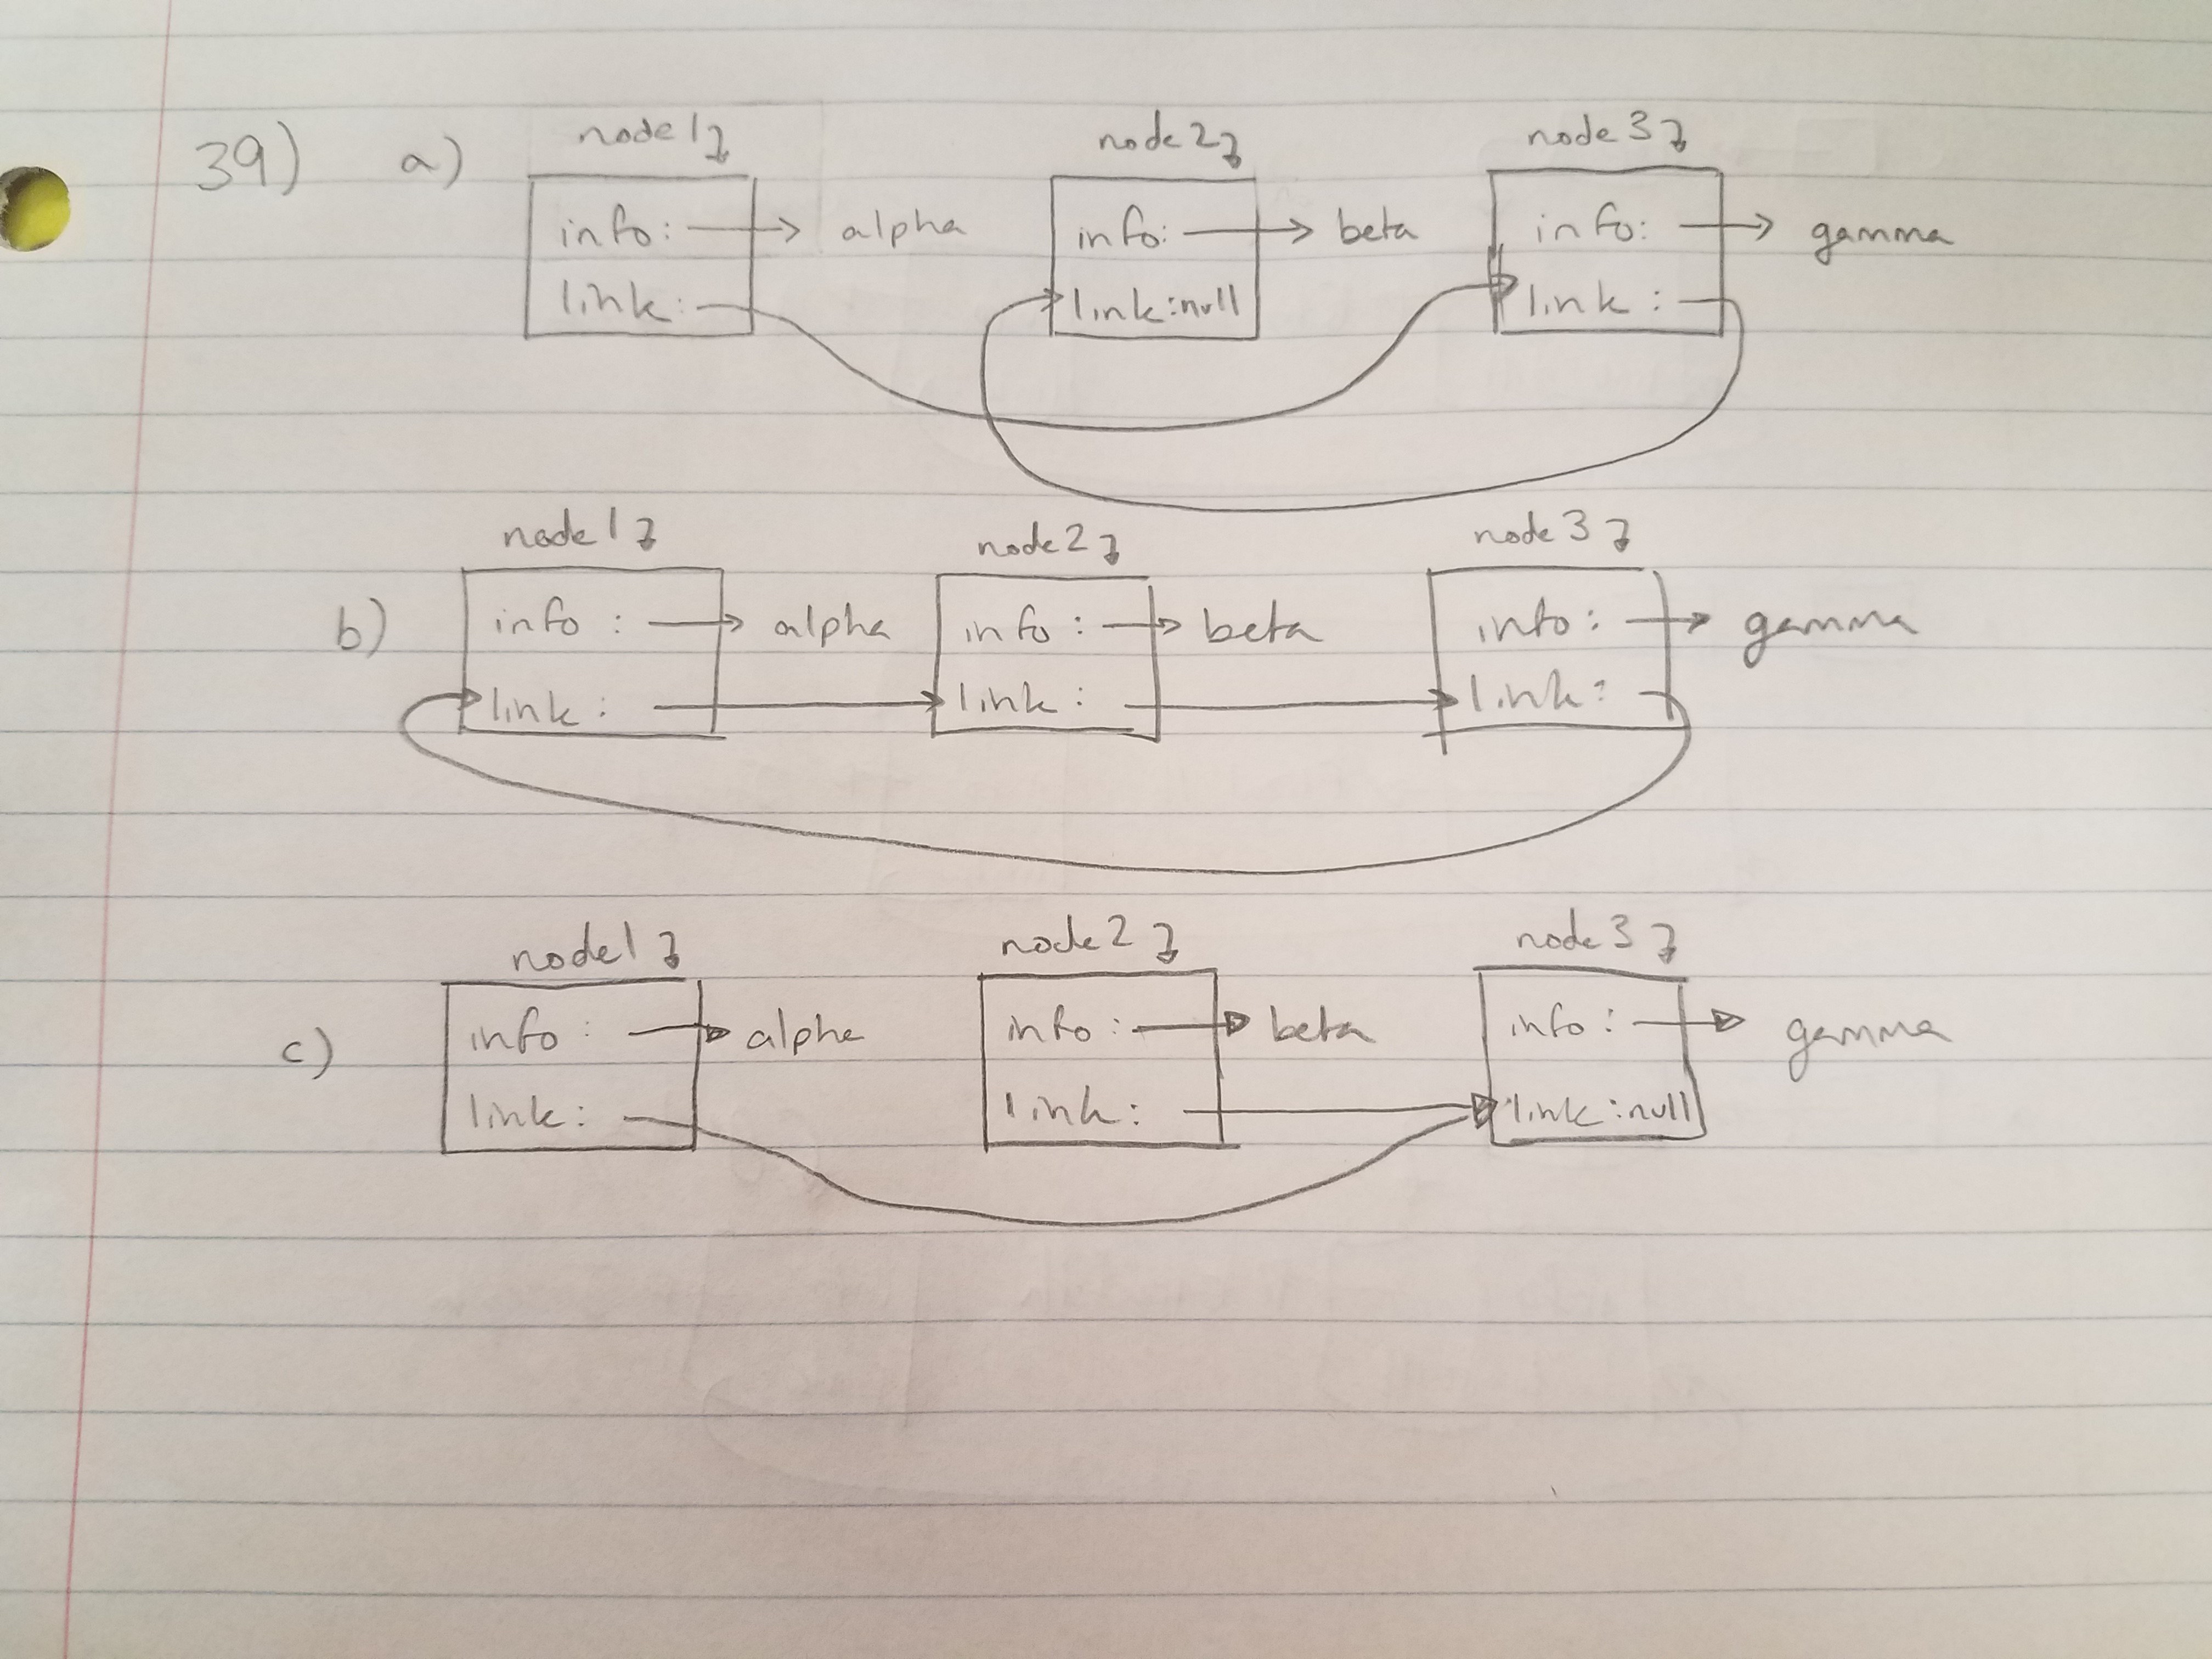 39) a) node1 node2 node3
info: alpha info: beta info: gamma
link: link:null link:
node1 node2 node3
b) info: alpha info: beta info: gamma
link: link: link:
node1 node2 node3
c) info: alpha info: beta info: gamma
link: link: link:null